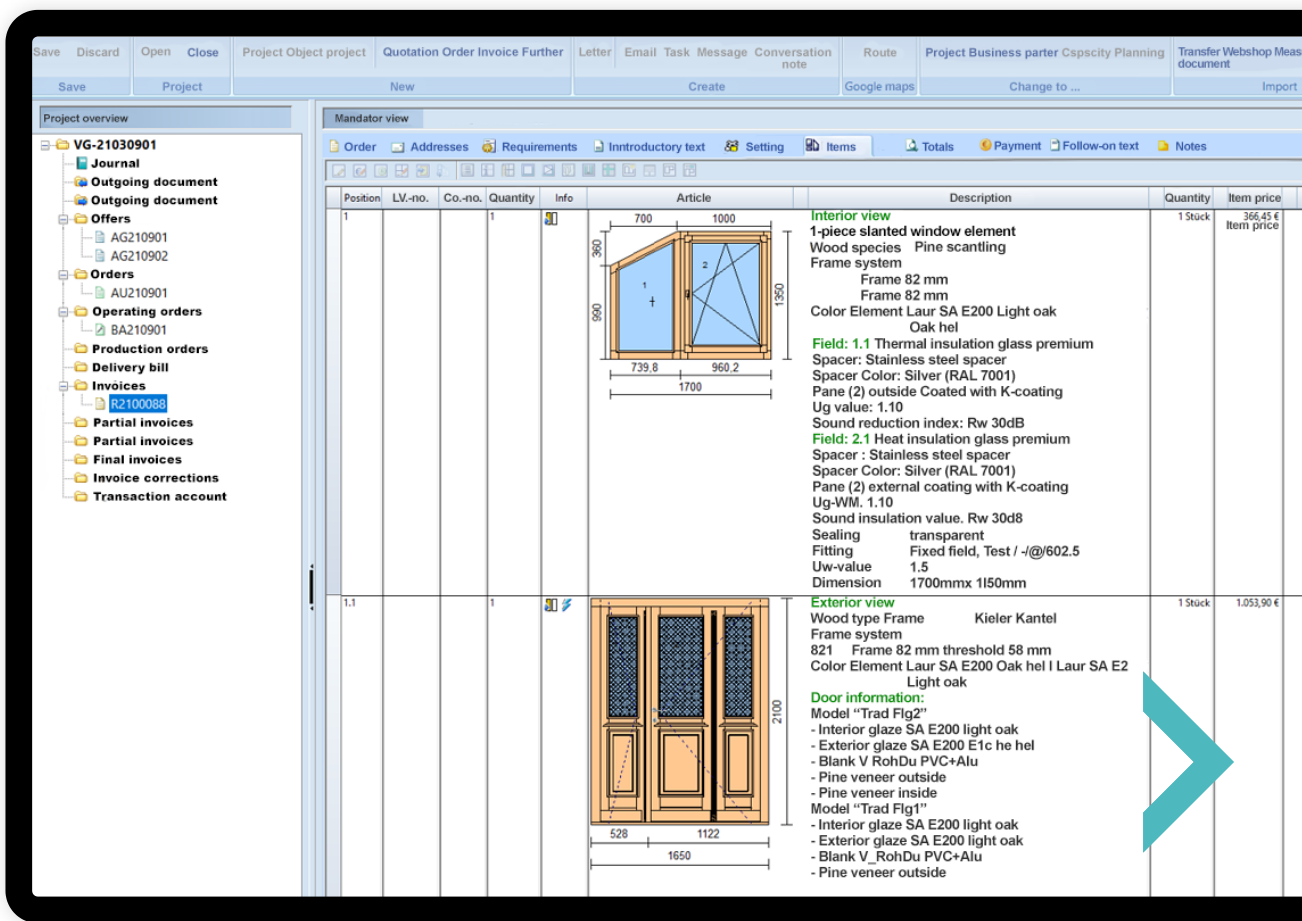 Save Discard Open Close Project Object project Quotation Order Invoice Further Letter Email Task Message Conversation note Route Project Business parter Cspscity Planning Transfer Webshop Meas
document
Save Project New Create Google maps Change to ... Import
Project overview
Mandator view
VG-21030901
Journal
Outgoing document
Outgoing document
Offers
AG210901
AG210902
Orders
AU210901
Operating orders
BA210901
Production orders
Delivery bill
Invoices
R2100088
Partial invoices
Partial invoices
Final invoices
Invoice corrections
Transaction account
Order Addresses Requirements Inntroductory text Setting Items Totals Payment Follow-on text Notes
Position LV.-no. Co.-no. Quantity Info Article Description Quantity Item price
1 1 1 Stück 366,45 €
Item price
700 1000
360
990
1350
1
2
739,8 960,2
1700
Interior view
1-piece slanted window element
Wood species Pine scantling
Frame system
Frame 82 mm
Frame 82 mm
Color Element Laur SA E200 Light oak
Oak hel
Field: 1.1 Thermal insulation glass premium
Spacer: Stainless steel spacer
Spacer Color: Silver (RAL 7001)
Pane (2) outside Coated with K-coating
Ug value: 1.10
Sound reduction index: Rw 30dB
Field: 2.1 Heat insulation glass premium
Spacer : Stainless steel spacer
Spacer Color: Silver (RAL 7001)
Pane (2) external coating with K-coating
Ug-WM. 1.10
Sound insulation value. Rw 30d8
Sealing transparent
Fitting Fixed field, Test / -/@/602.5
Uw-value 1.5
Dimension 1700mmx 1l50mm
1.1 1 1 Stück 1.053,90 €
2100
528 1122
1650
Exterior view
Wood type Frame Kieler Kantel
Frame system
821 Frame 82 mm threshold 58 mm
Color Element Laur SA E200 Oak hel I Laur SA E2
Light oak
Door information:
Model “Trad Flg2”
- Interior glaze SA E200 light oak
- Exterior glaze SA E200 E1c he hel
- Blank V RohDu PVC+Alu
- Pine veneer outside
- Pine veneer inside
Model “Trad Flg1”
- Interior glaze SA E200 light oak
- Exterior glaze SA E200 light oak
- Blank V_RohDu PVC+Alu
- Pine veneer outside